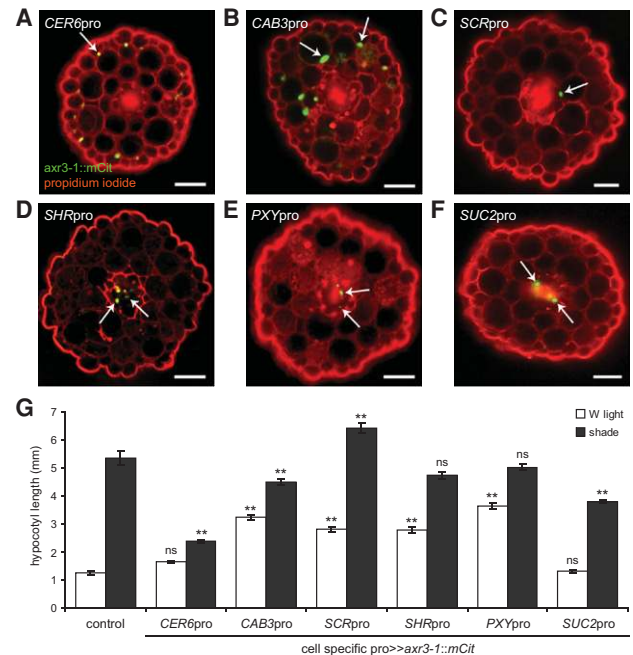 A CER6pro
axr3-1::mCit
propidium iodide
B CAB3pro
C SCRpro
D SHRpro
E PXYpro
F SUC2pro
G
W light
shade
hypocotyl length (mm)
7
6
5
4
3
2
1
0
ns
**
**
**
**
**
**
ns
**
ns
ns
**
control CER6pro CAB3pro SCRpro SHRpro PXYpro SUC2pro
cell specific pro>>axr3-1::mCit